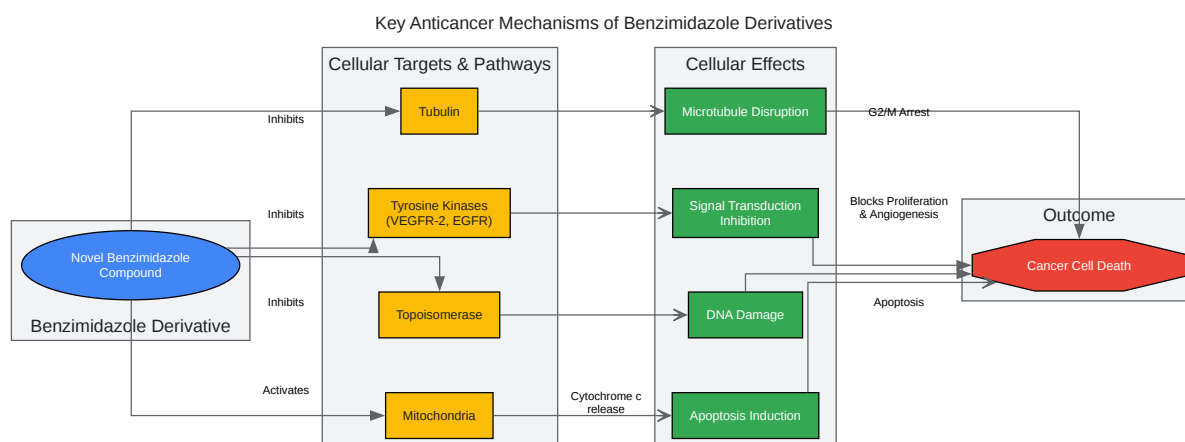 Key Anticancer Mechanisms of Benzimidazole Derivatives
Cellular Targets & Pathways
Cellular Effects
Tubulin
Microtubule Disruption
G2/M Arrest
Inhibits
Tyrosine Kinases
(VEGFR-2, EGFR)
Signal Transduction
Inhibition
Blocks Proliferation
& Angiogenesis
Inhibits
Outcome
Novel Benzimidazole
Compound
Cancer Cell Death
Inhibits
Apoptosis
Benzimidazole Derivative
Topoisomerase
DNA Damage
Activates
Mitochondria
Cytochrome c
release
Apoptosis Induction